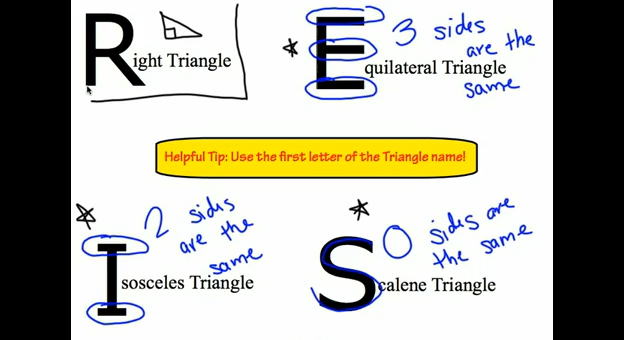 Right Triangle
Equilateral Triangle
3 sides
are the
same
Helpful Tip: Use the first letter of the Triangle name!
Isosceles Triangle
2 sides
are the
same
Scalene Triangle
0 sides are
the same